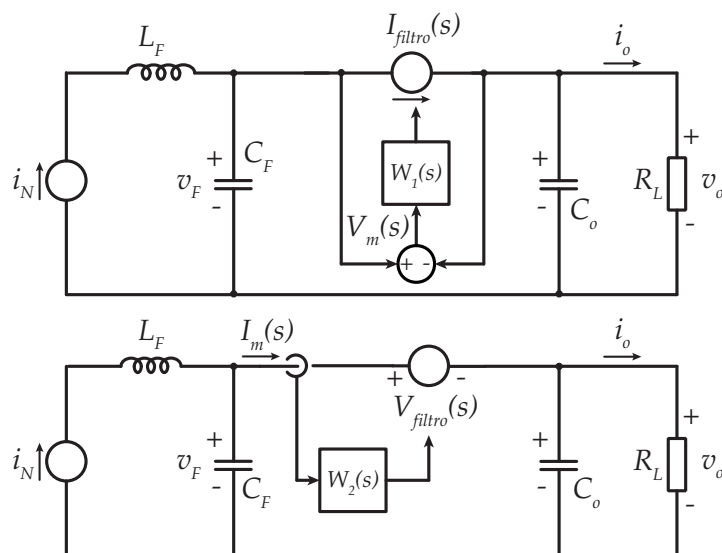 I_filtro(s)
L_F
i_o
+ C_F
+
+
i_N
v_F
W_1(s)
R_L v_o
-
V_m(s)
- C_o
-
+ -
L_F
I_m(s)
i_o
+ -
V_filtro(s)
+
+
+
i_N
v_F
W_2(s)
R_L v_o
- C_F
- C_o
-